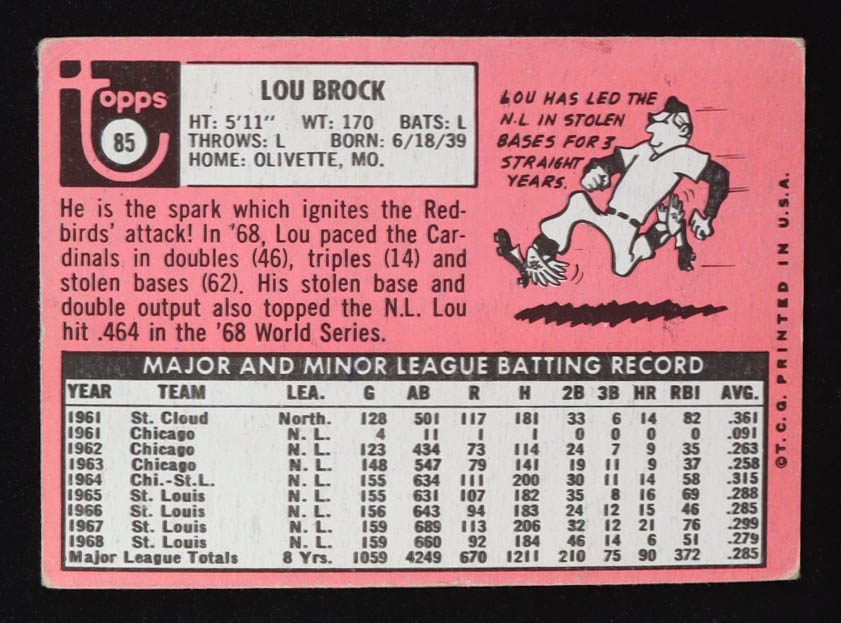 topps
85
LOU BROCK
HT: 5'11" WT: 170 BATS: L
THROWS: L BORN: 6/18/39
HOME: OLIVETTE, MO.
LOU HAS LED THE
N.L IN STOLEN
BASES FOR 3
STRAIGHT
YEARS.
He is the spark which ignites the Red-
birds' attack! In '68, Lou paced the Car-
dinals in doubles (46), triples (14) and
stolen bases (62). His stolen base and
double output also topped the N.L. Lou
hit .464 in the '68 World Series.
MAJOR AND MINOR LEAGUE BATTING RECORD
YEAR TEAM LEA. G AB R H 2B 3B HR RBI AVG.
1961 St. Cloud North. 128 501 117 181 33 6 14 82 .361
1961 Chicago N. L. 4 11 1 1 0 0 0 0 .091
1962 Chicago N. L. 123 434 73 114 24 7 9 35 .263
1963 Chicago N. L. 148 547 79 141 19 11 9 37 .258
1964 Chi.-St.L. N. L. 155 634 111 200 30 11 14 58 .315
1965 St. Louis N. L. 155 631 107 182 35 8 16 69 .288
1966 St. Louis N. L. 156 643 94 183 24 12 15 46 .285
1967 St. Louis N. L. 159 689 113 206 32 12 21 76 .299
1968 St. Louis N. L. 159 660 92 184 46 14 6 51 .279
Major League Totals 8 Yrs. 1059 4249 670 1211 210 75 90 372 .285
©T.C.G. PRINTED IN U.S.A.